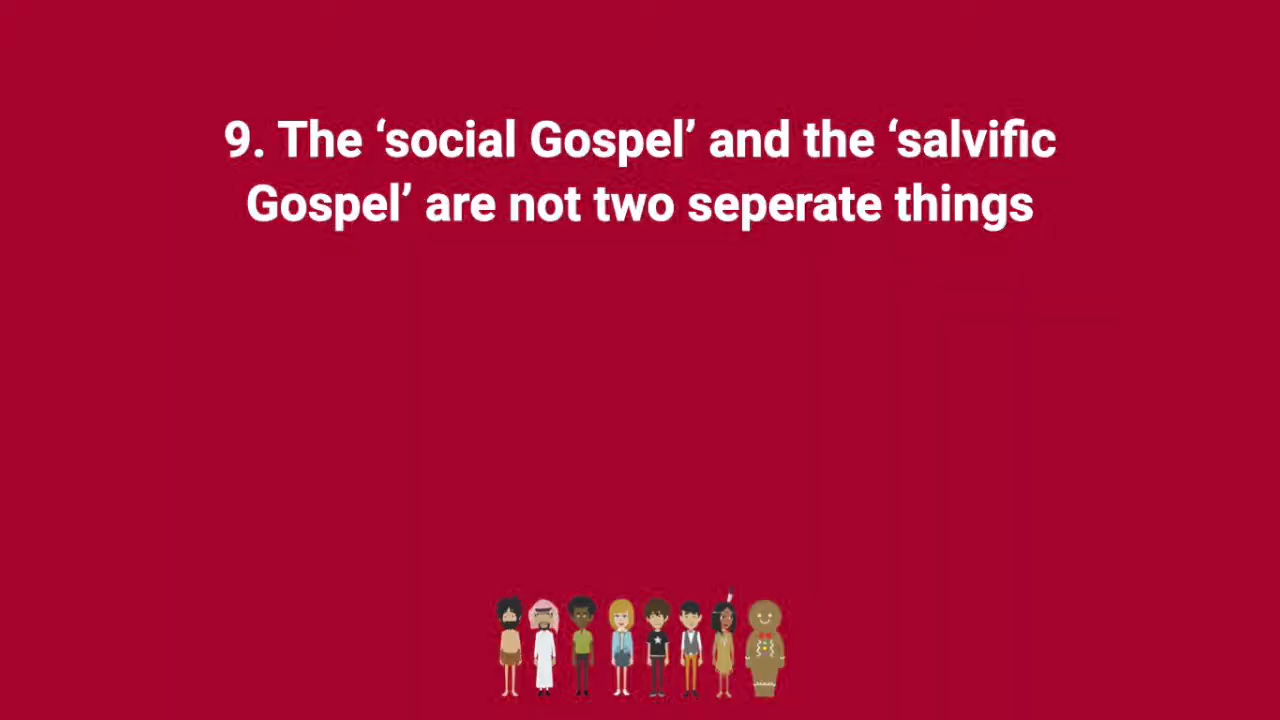 9. The ‘social Gospel’ and the ‘salvific
Gospel’ are not two seperate things